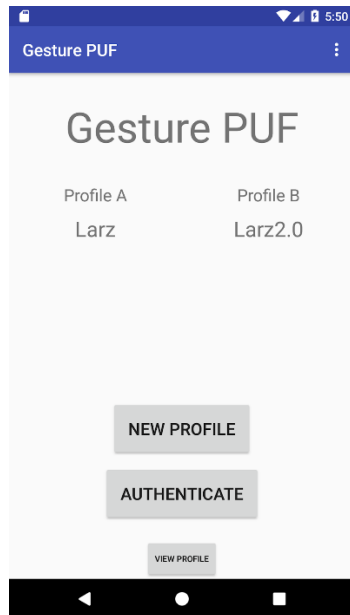 5:50
Gesture PUF
Gesture PUF
Profile A Profile B
Larz Larz2.0
NEW PROFILE
AUTHENTICATE
VIEW PROFILE